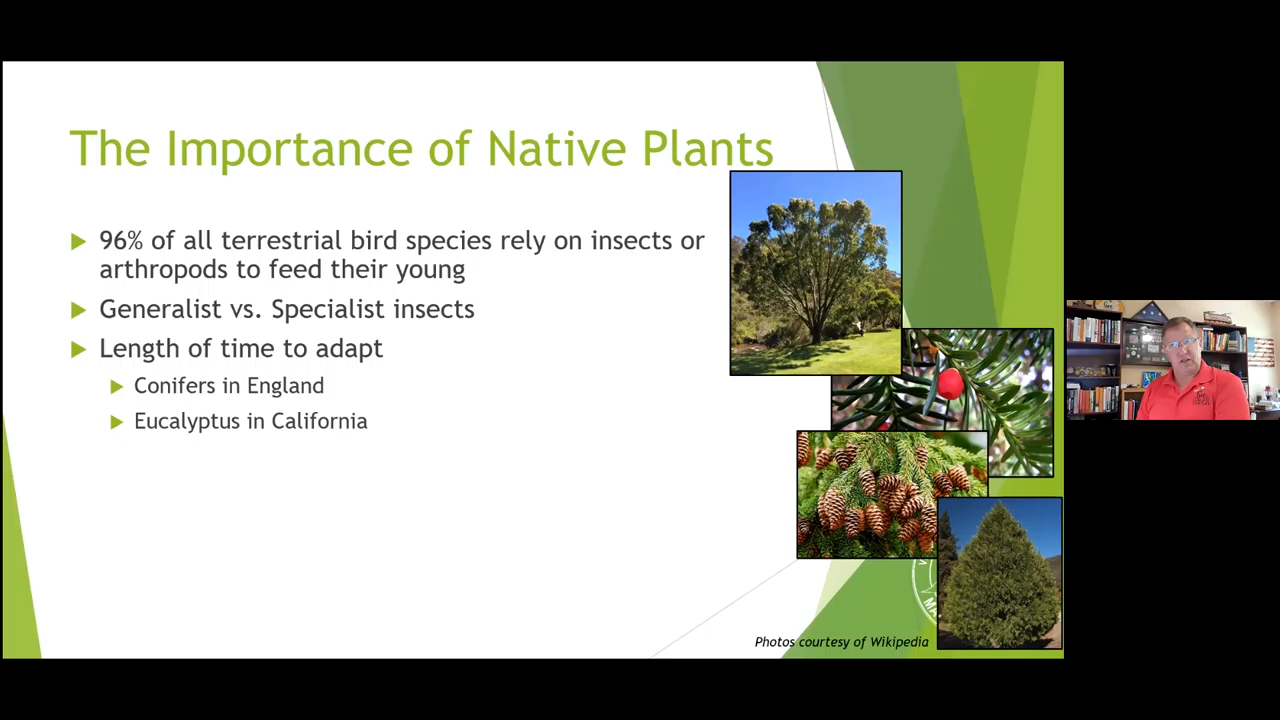 The Importance of Native Plants
96% of all terrestrial bird species rely on insects or
arthropods to feed their young
Generalist vs. Specialist insects
Length of time to adapt
Conifers in England
Eucalyptus in California
Photos courtesy of Wikipedia